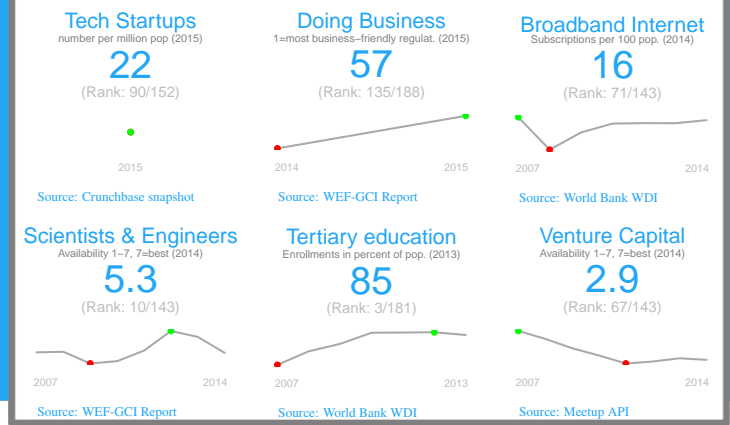 Tech Startups
number per million pop (2015)
22
(Rank: 90/152)
2015
Source: Crunchbase snapshot
Doing Business
1=most business−friendly regulat. (2015)
57
(Rank: 135/188)
2014
2015
Source: WEF-GCI Report
Broadband Internet
Subscriptions per 100 pop. (2014)
16
(Rank: 71/143)
2007
2014
Source: World Bank WDI
Scientists & Engineers
Availability 1−7, 7=best (2014)
5.3
(Rank: 10/143)
2007
2014
Source: WEF-GCI Report
Tertiary education
Enrollments in percent of pop. (2013)
85
(Rank: 3/181)
2007
2013
Source: World Bank WDI
Venture Capital
Availability 1−7, 7=best (2014)
2.9
(Rank: 67/143)
2007
2014
Source: Meetup API